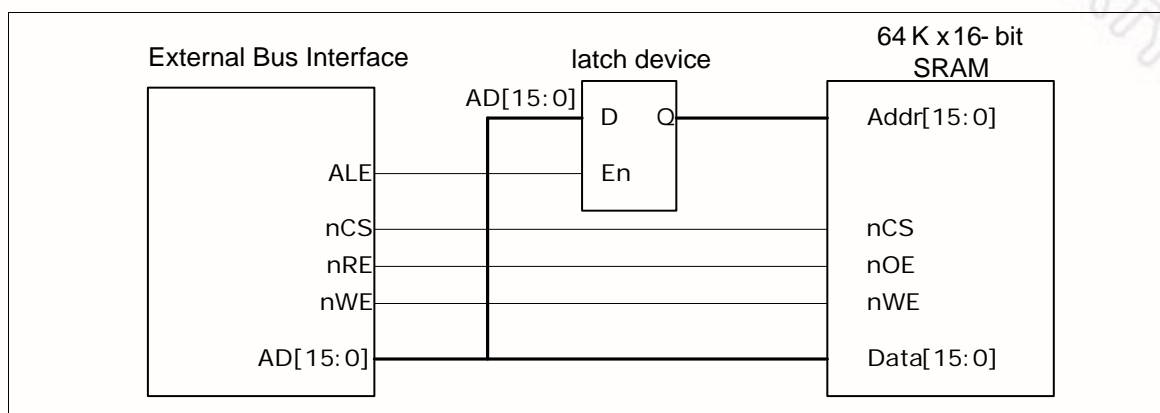 External Bus Interface
latch device
64 K x 16- bit
SRAM
AD[15:0]
D
Q
Addr[15:0]
ALE
En
nCS
nCS
nRE
nOE
nWE
nWE
AD[15:0]
Data[15:0]